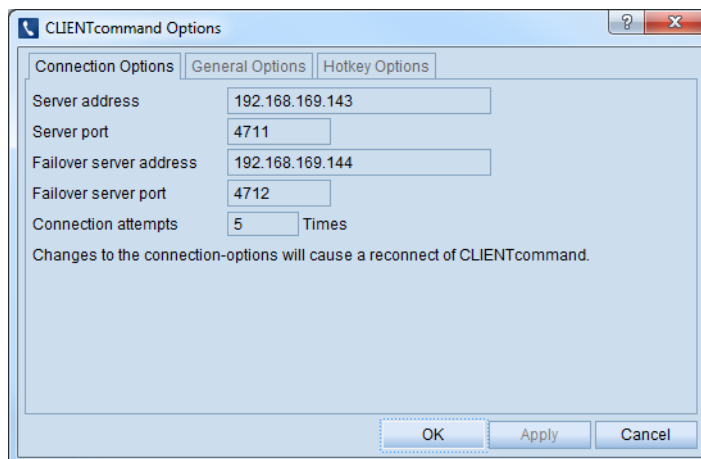 CLIENTcommand Options
?
X
Connection Options General Options Hotkey Options
Server address 192.168.169.143
Server port 4711
Failover server address 192.168.169.144
Failover server port 4712
Connection attempts 5 Times
Changes to the connection-options will cause a reconnect of CLIENTcommand.
OK Apply Cancel